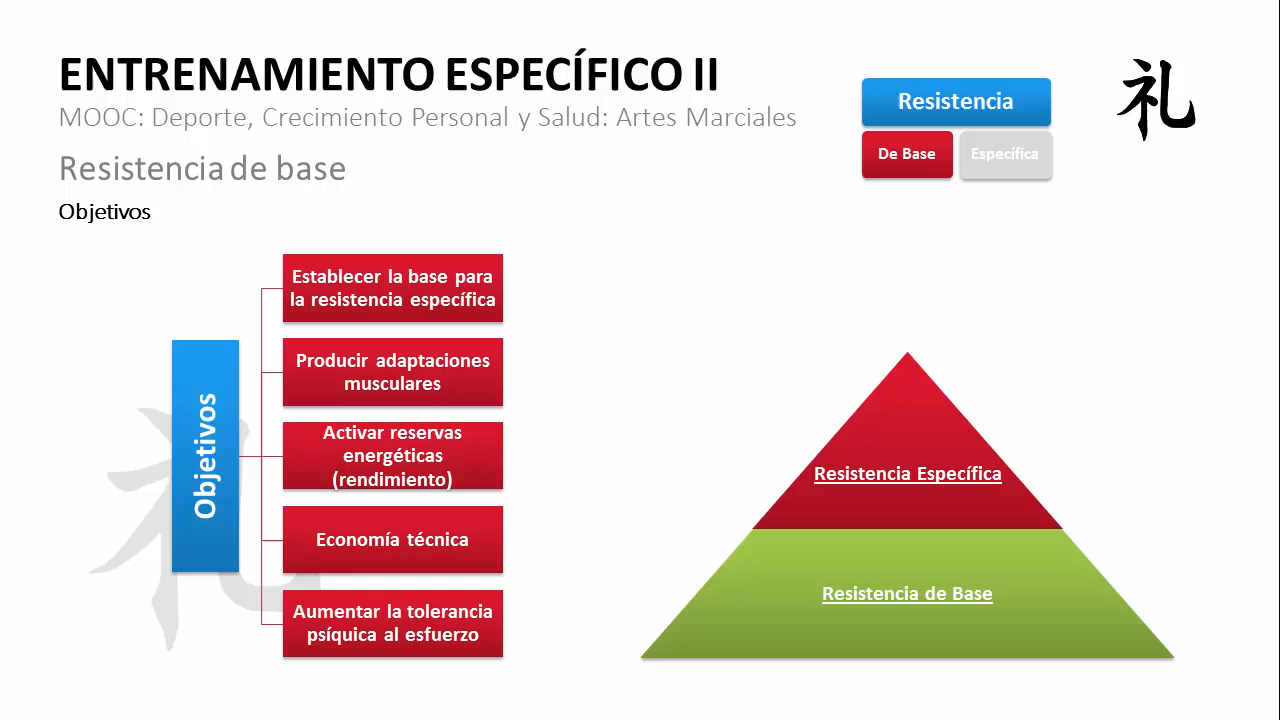 ENTRENAMIENTO ESPECÍFICO II
MOOC: Deporte, Crecimiento Personal y Salud: Artes Marciales
Resistencia de base
Objetivos
Resistencia
De Base
Específica
礼
Objetivos
Establecer la base para
la resistencia específica
Producir adaptaciones
musculares
Activar reservas
energéticas
(rendimiento)
Economía técnica
Aumentar la tolerancia
psíquica al esfuerzo
礼
Resistencia Específica
Resistencia de Base